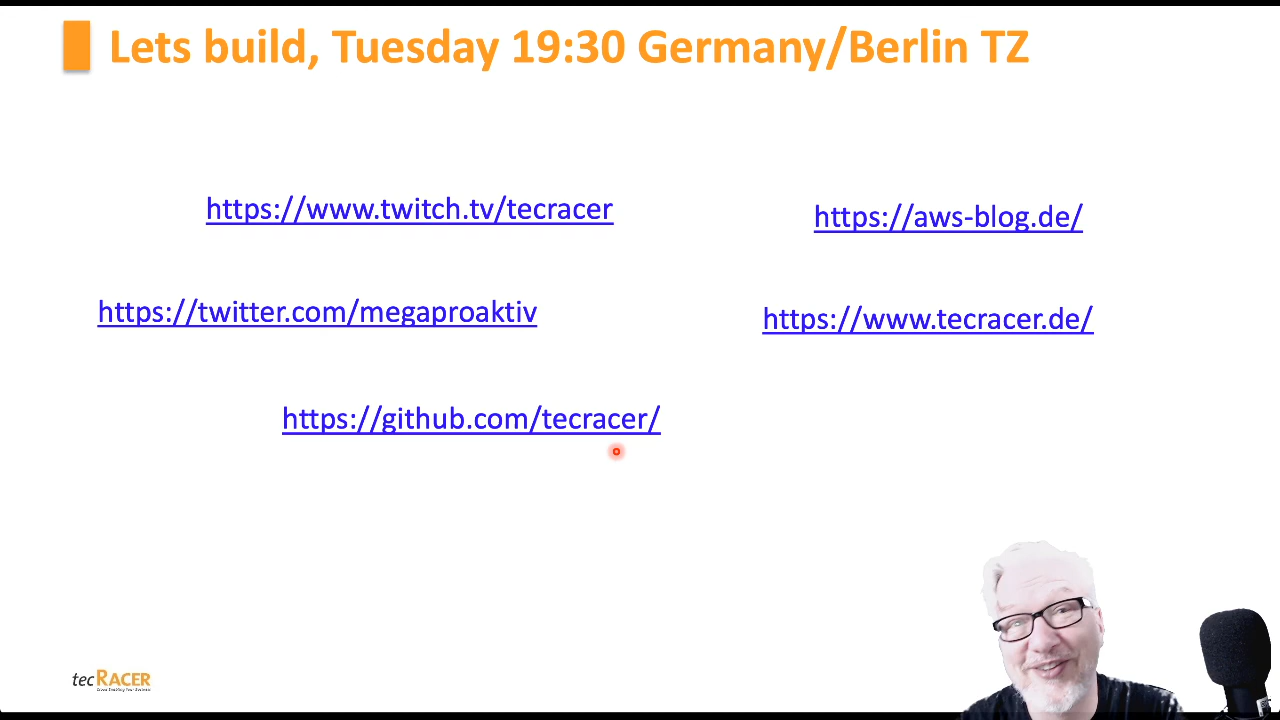 Lets build, Tuesday 19:30 Germany/Berlin TZ
https://www.twitch.tv/tecracer
https://aws-blog.de/
https://twitter.com/megaproaktiv
https://www.tecracer.de/
https://github.com/tecracer/
tecRACER